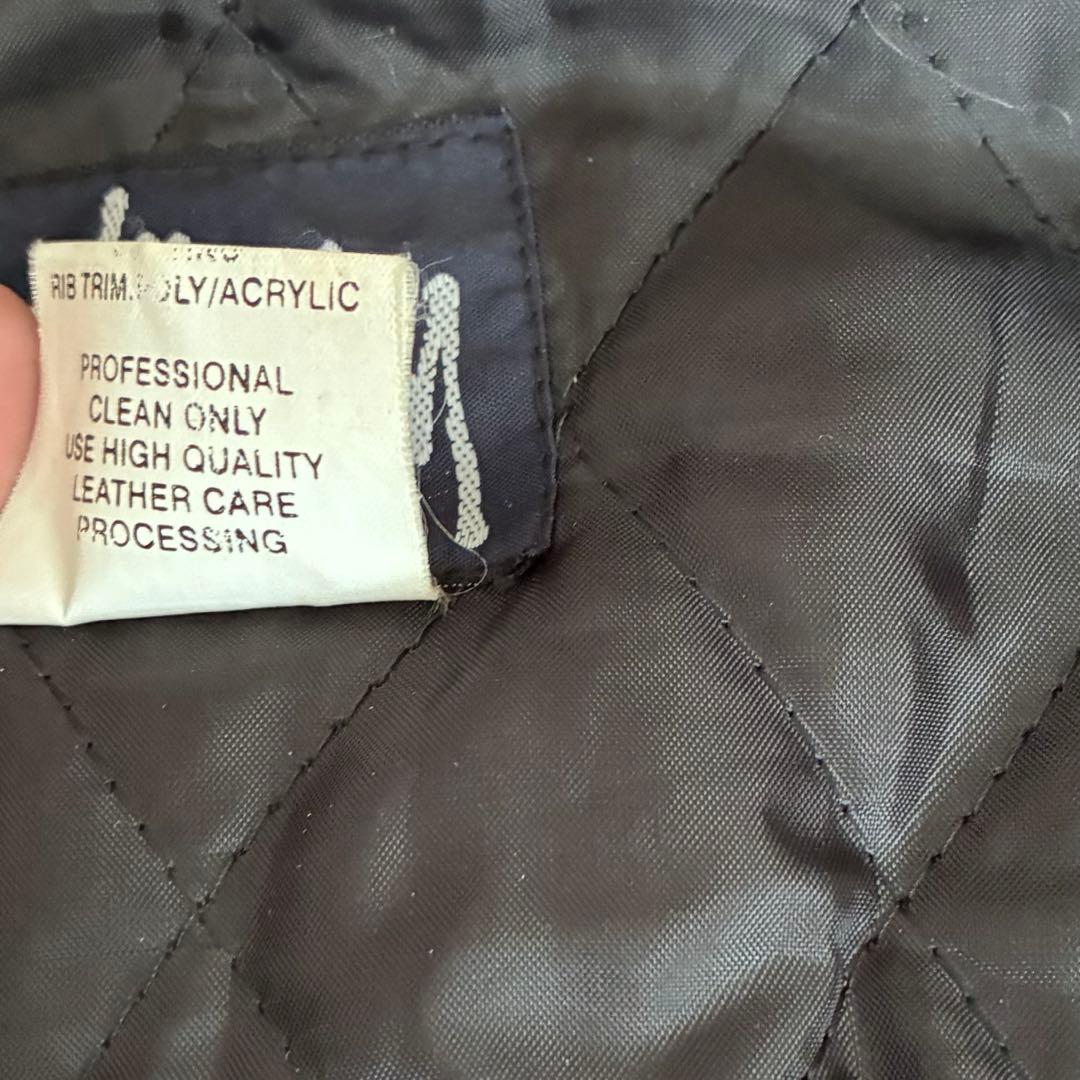 RIB TRIM: POLY/ACRYLIC
PROFESSIONAL
CLEAN ONLY
USE HIGH QUALITY
LEATHER CARE
PROCESSING